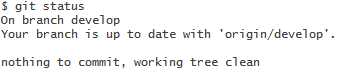 $ git status
On branch develop
Your branch is up to date with 'origin/develop'.

nothing to commit, working tree clean